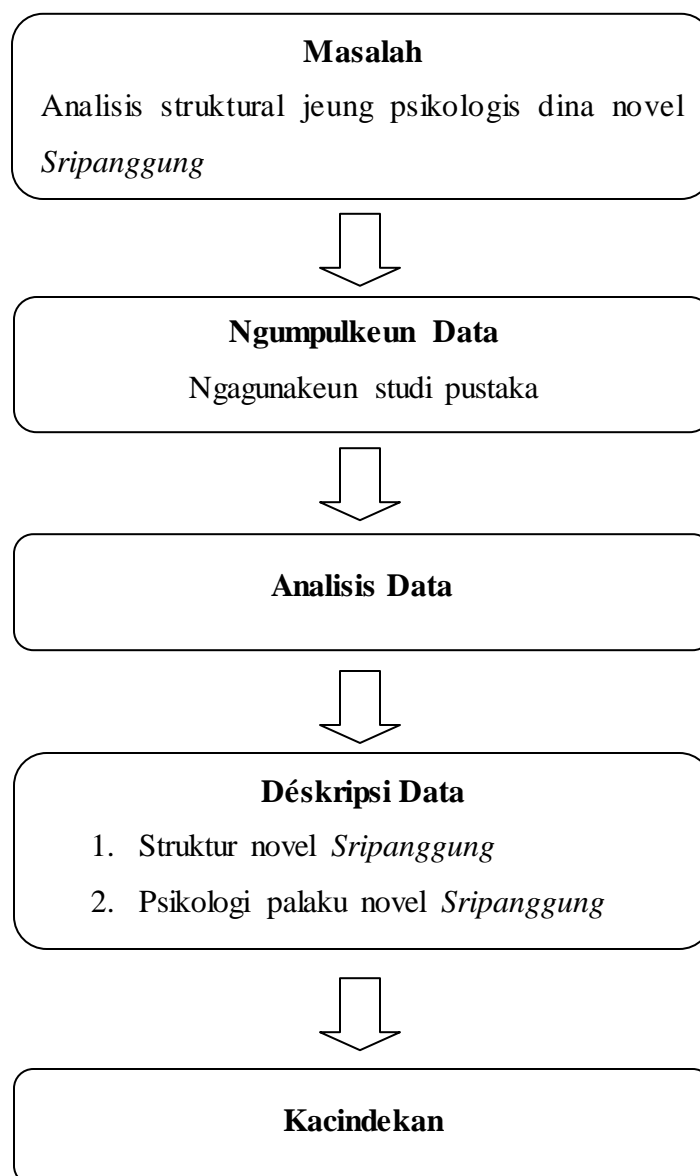 Masalah
Analisis struktural jeung psikologis dina novel
Sripanggung
Ngumpulkeun Data
Ngagunakeun studi pustaka
Analisis Data
Déskripsi Data
1. Struktur novel Sripanggung
2. Psikologi palaku novel Sripanggung
Kacindekan